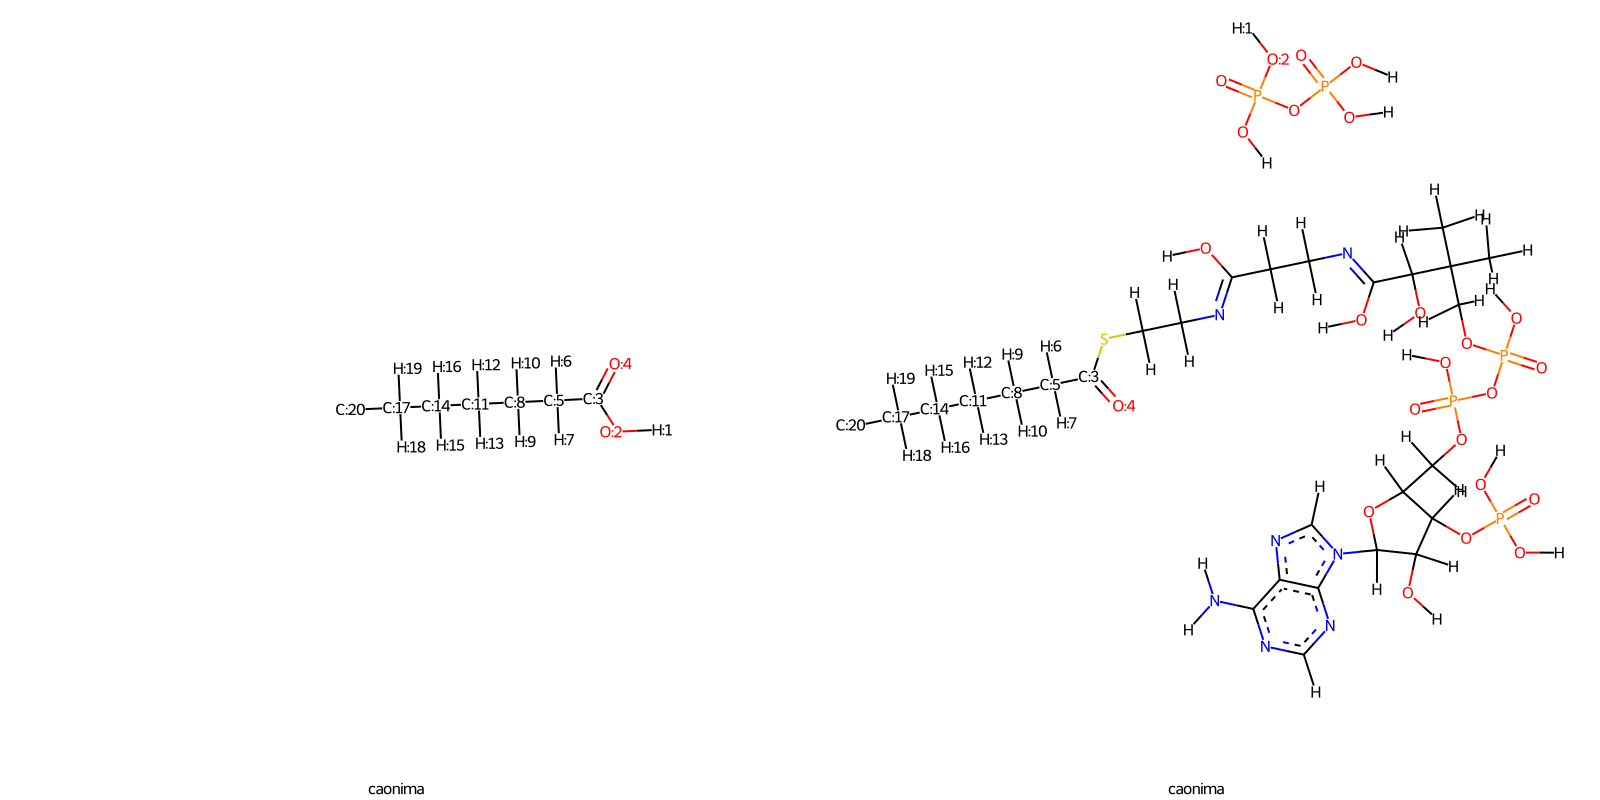 H:19 H:16 H:12 H:10 H:6 O:4
C:20 C:17 C:14 C:11 C:8 C:5 C:3
H:18 H:15 H:13 H:9 H:7 O:2 H:1
caonima
H:1
O:2 O O H
O P P
O O H
O
H
H
H H H
H H H O H N H H
H O H
H H N H O H H
H O H O H H O
S H H O P O
H:19 H:15 H:12 H:9 H:6 H O
C:20 C:17 C:14 C:11 C:8 C:5 C:3 O:4 O P O
H:18 H:16 H:13 H:10 H:7
H O H
H H H O O
O O P
N N O H
H H H
N O
H N N H
H
caonima